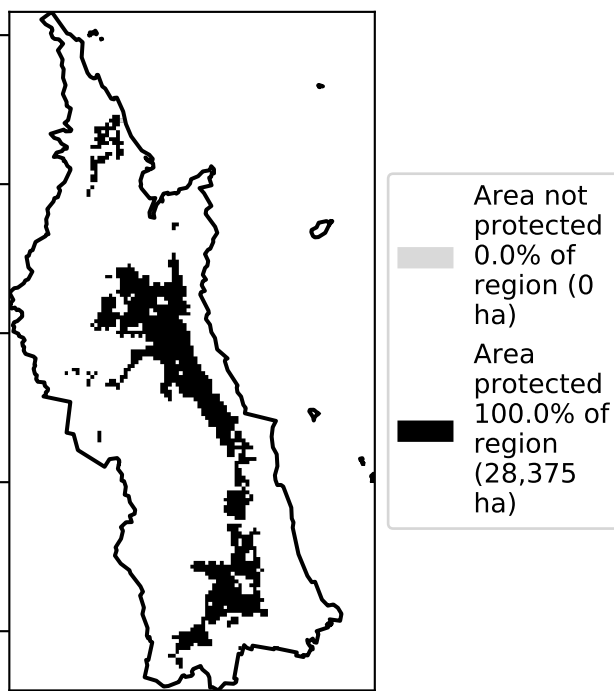 Area not
protected
0.0% of
region (0
ha)
Area
protected
100.0% of
region
(28,375
ha)